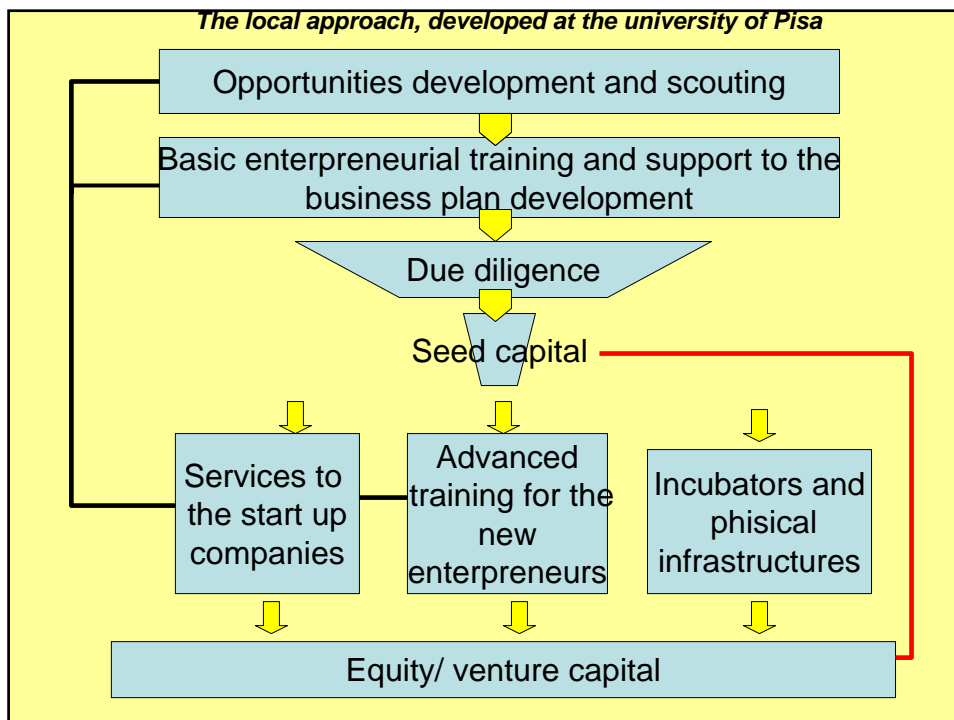 The local approach, developed at the university of Pisa
Opportunities development and scouting
Basic enterpreneurial training and support to the
business plan development
Due diligence
Seed capital
Services to
the start up
companies
Advanced
training for the
new
enterpreneurs
Incubators and
phisical
infrastructures
Equity/ venture capital